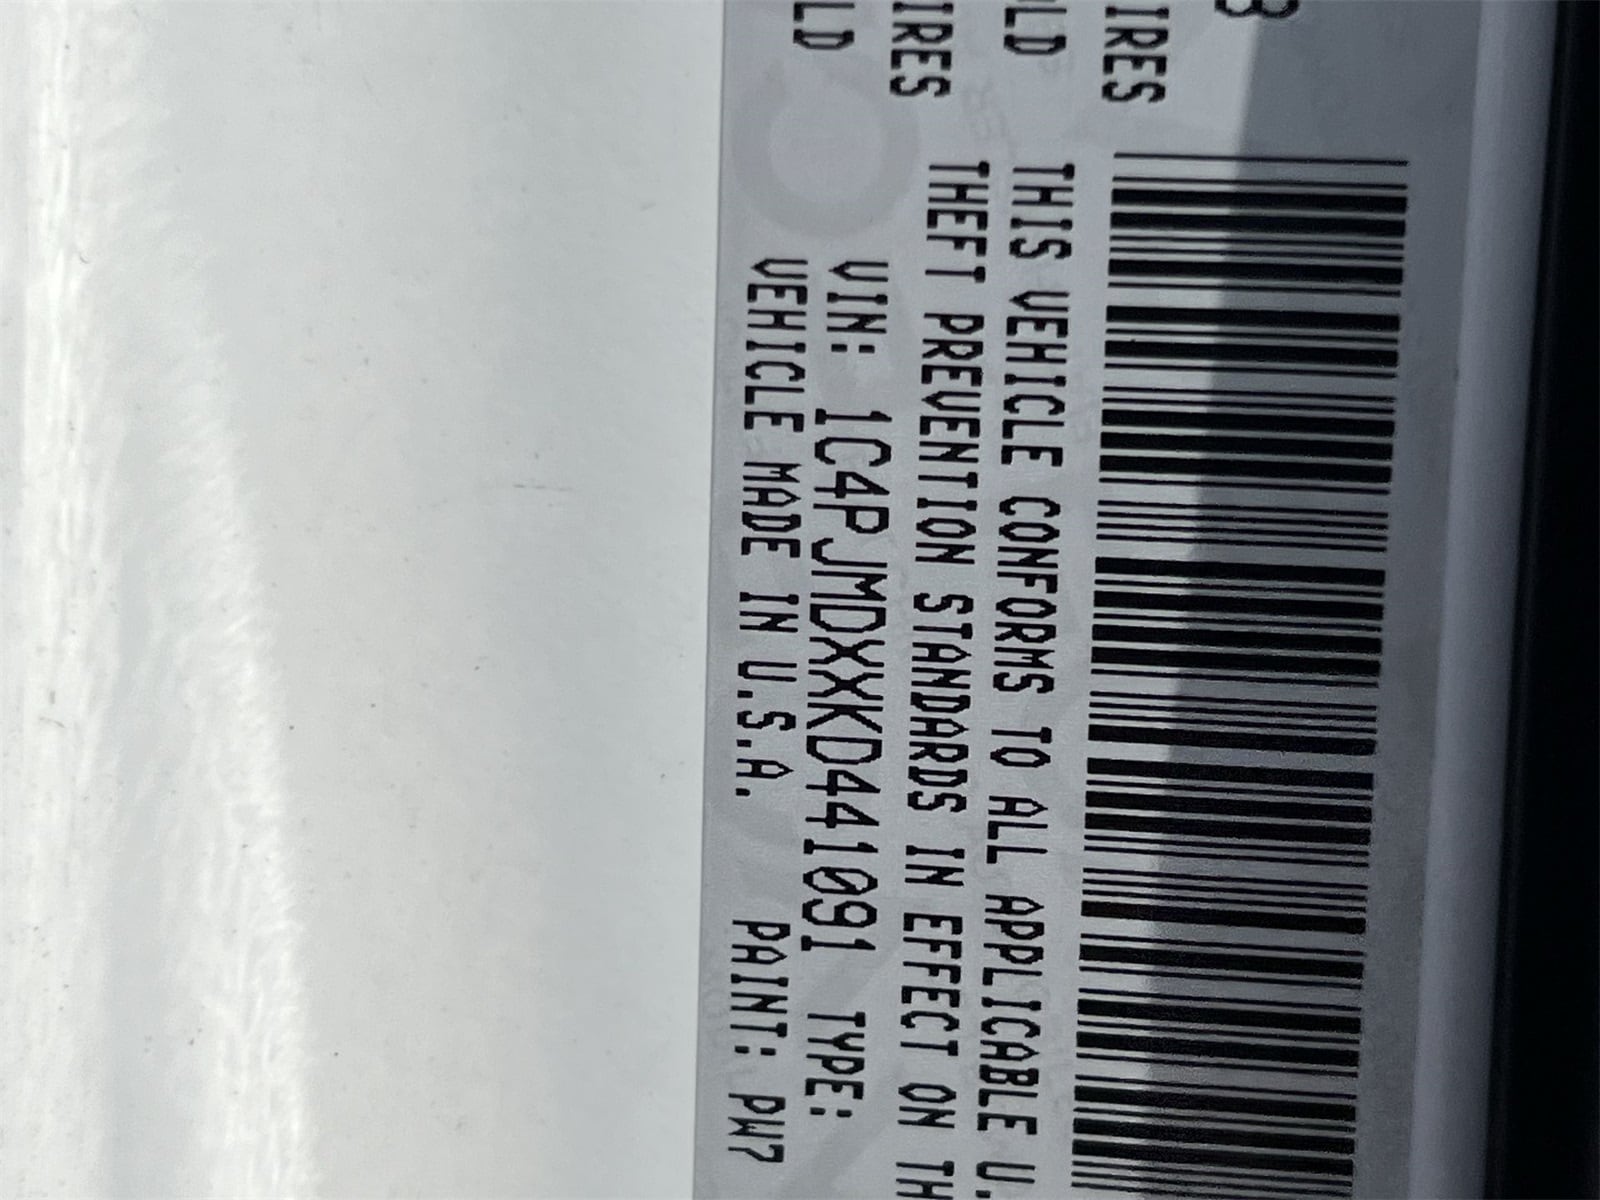 IRES
LD
THIS VEHICLE CONFORMS TO ALL APPLICABLE U.
IRES
THEFT PREVENTION STANDARDS IN EFFECT ON TH
LD
VIN: 1C4PJMDXXKD441091 TYPE:
VEHICLE MADE IN U.S.A. PAINT: PW7